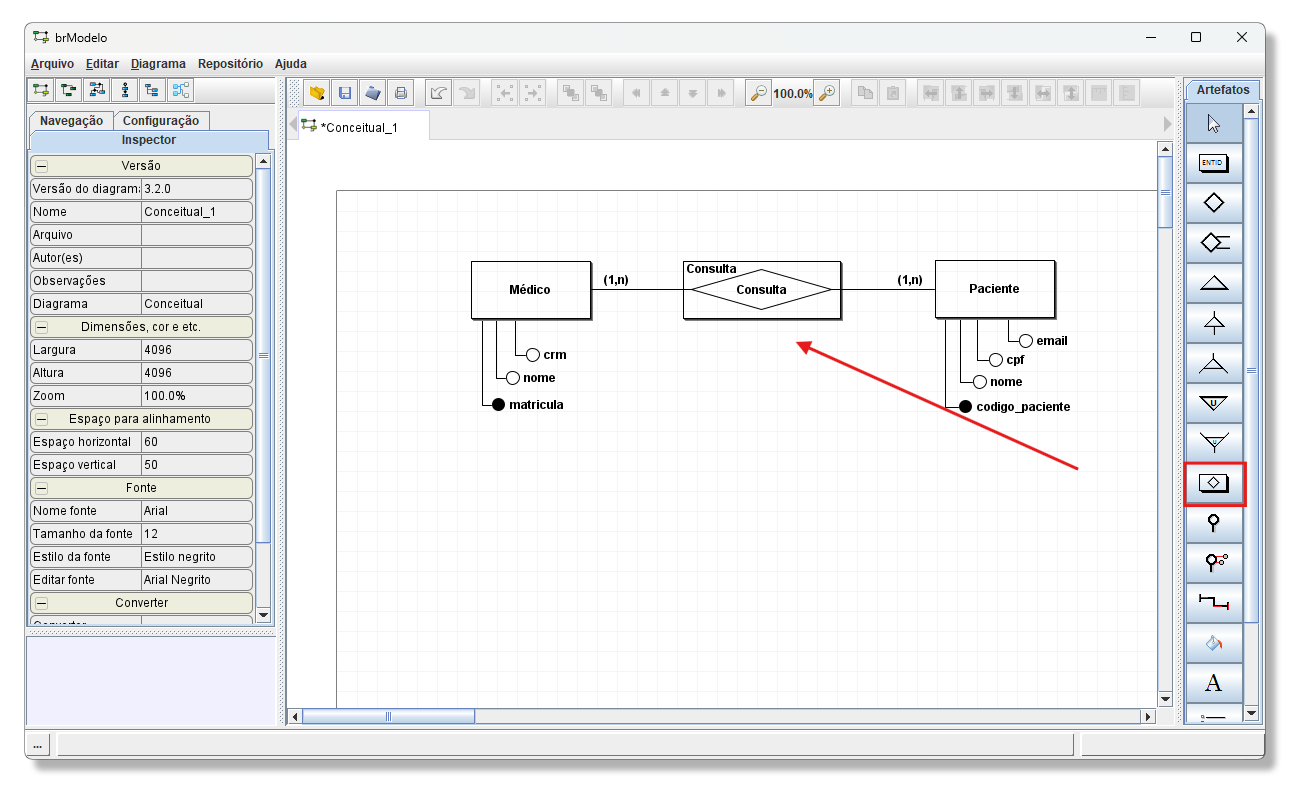 brModelo
Arquivo Editar Diagrama Repositório Ajuda
Navegação Configuração
Inspector
Versão
Versão do diagrama 3.2.0
Nome Conceitual_1
Arquivo
Autor(es)
Observações
Diagrama Conceitual
Dimensões, cor e etc.
Largura 4096
Altura 4096
Zoom 100.0%
Espaço para alinhamento
Espaço horizontal 60
Espaço vertical 50
Fonte
Nome fonte Arial
Tamanho da fonte 12
Estilo da fonte Estilo negrito
Editar fonte Arial Negrito
Converter
...
100.0%
*Conceitual_1
Médico
(1,n)
Consulta
Consulta
(1,n)
Paciente
crm
nome
matricula
email
cpf
nome
codigo_paciente
Artefatos
ENTID
U
U
A